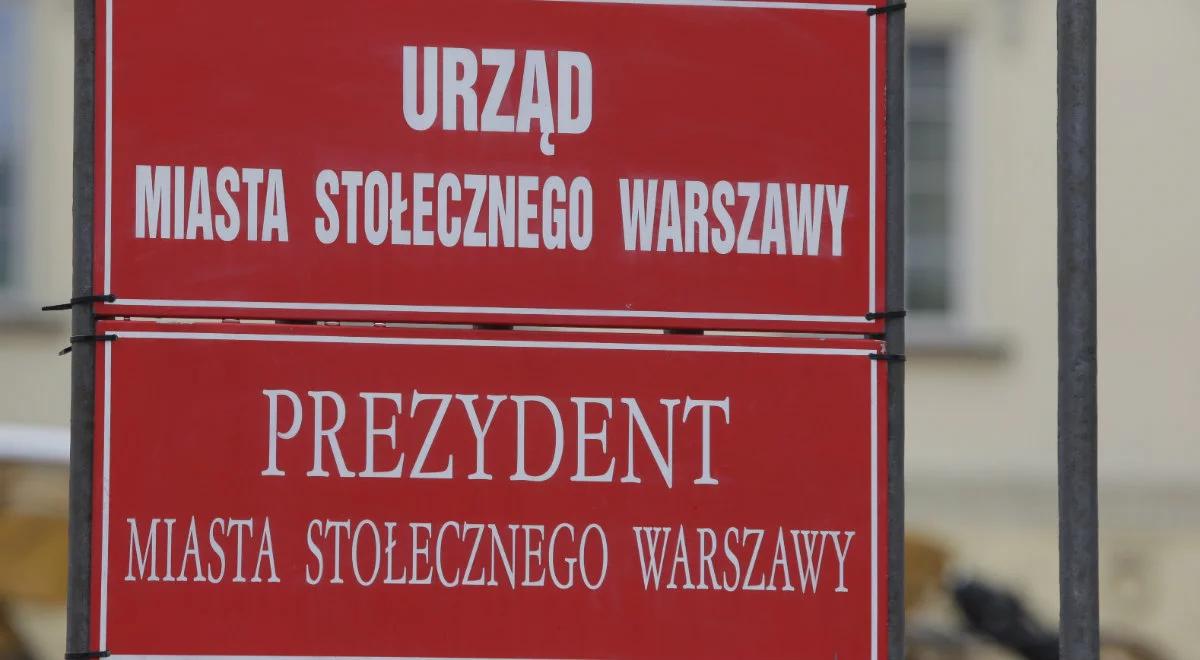 URZĄD
MIASTA STOŁECZNEGO WARSZAWY
PREZYDENT
MIASTA STOŁECZNEGO WARSZAWY